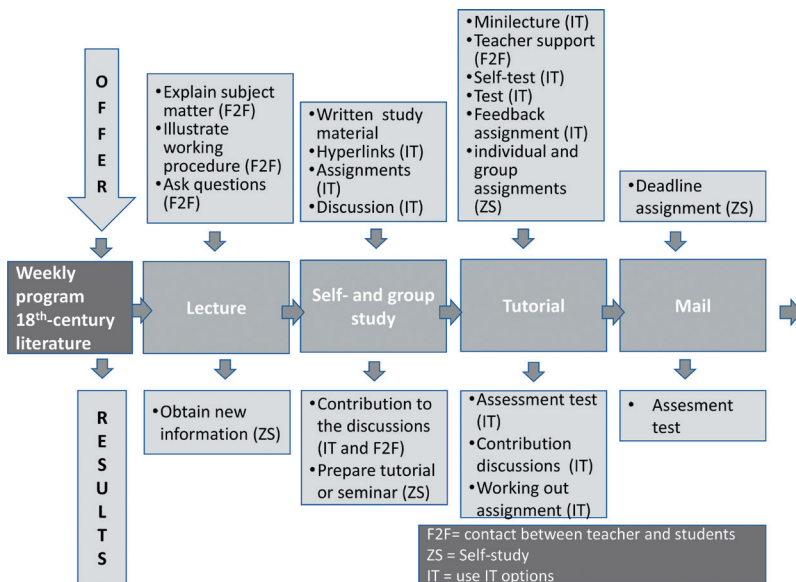 OFFER
• Explain subject
matter (F2F)
• Illustrate
working
procedure (F2F)
• Ask questions
(F2F)
• Written study
material
• Hyperlinks (IT)
• Assignments
(IT)
• Discussion (IT)
• Minilecture (IT)
• Teacher support
(F2F)
• Self-test (IT)
• Test (IT)
• Feedback
assignment (IT)
• individual and
group
assignments
(ZS)
• Deadline
assignment (ZS)
Weekly
program
18th-century
literature
Lecture
Self- and group
study
Tutorial
Mail
RESULTS
• Obtain new
information (ZS)
• Contribution to
the discussions
(IT and F2F)
• Prepare tutorial
or seminar (ZS)
• Assessment test
(IT)
• Contribution
discussions (IT)
• Working out
assignment (IT)
• Assesment
test
F2F= contact between teacher and students
ZS = Self-study
IT = use IT options